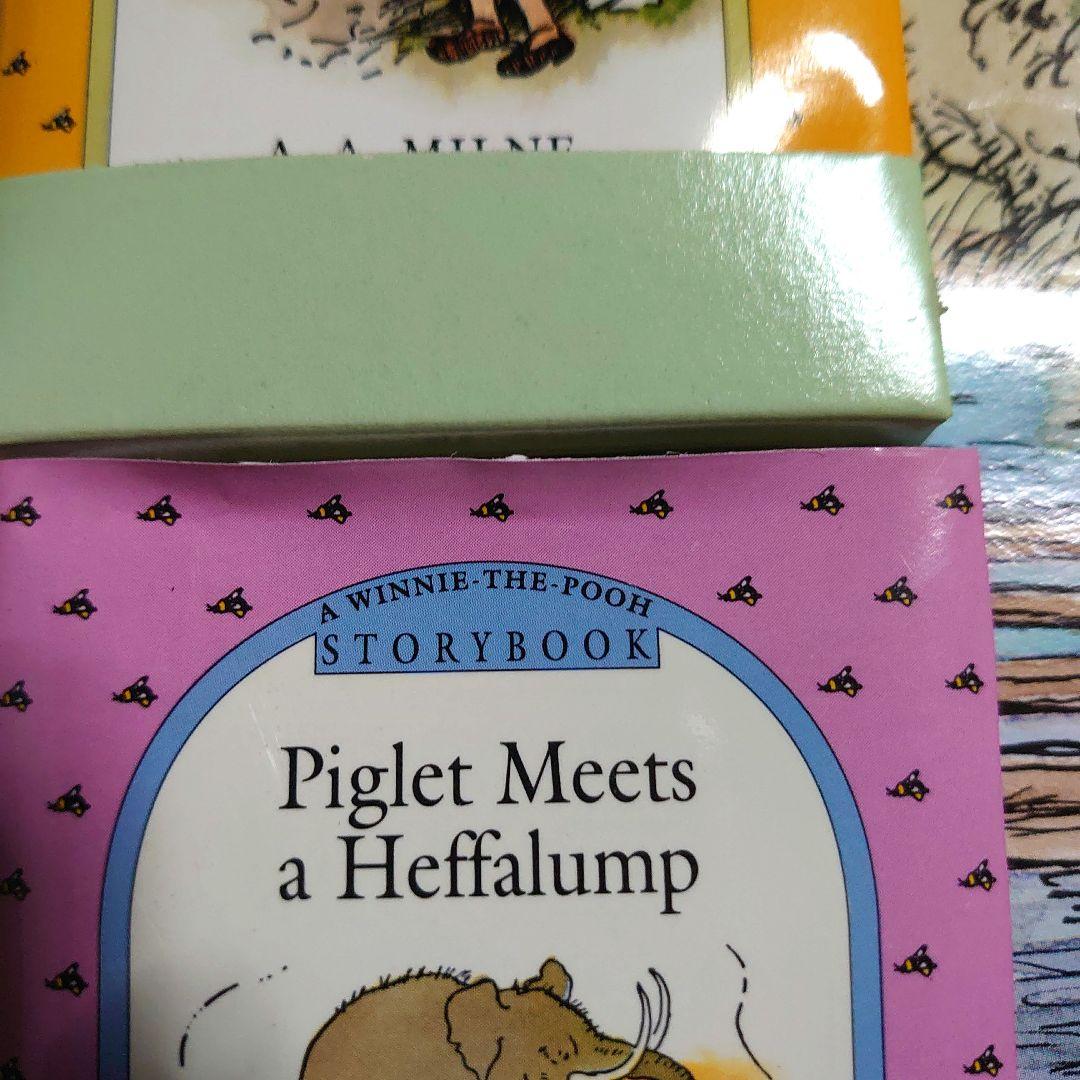 A. A. MILNE
A WINNIE-THE-POOH
STORYBOOK
Piglet Meets
a Heffalump